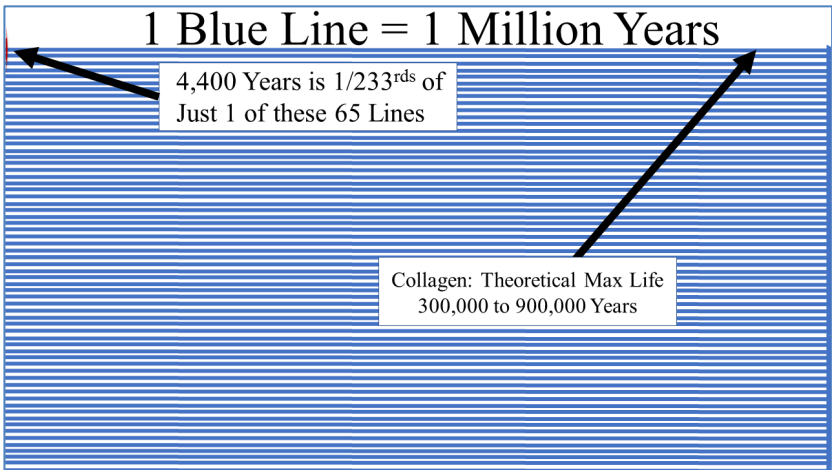 1 Blue Line = 1 Million Years
4,400 Years is 1/233rds of
Just 1 of these 65 Lines
Collagen: Theoretical Max Life
300,000 to 900,000 Years